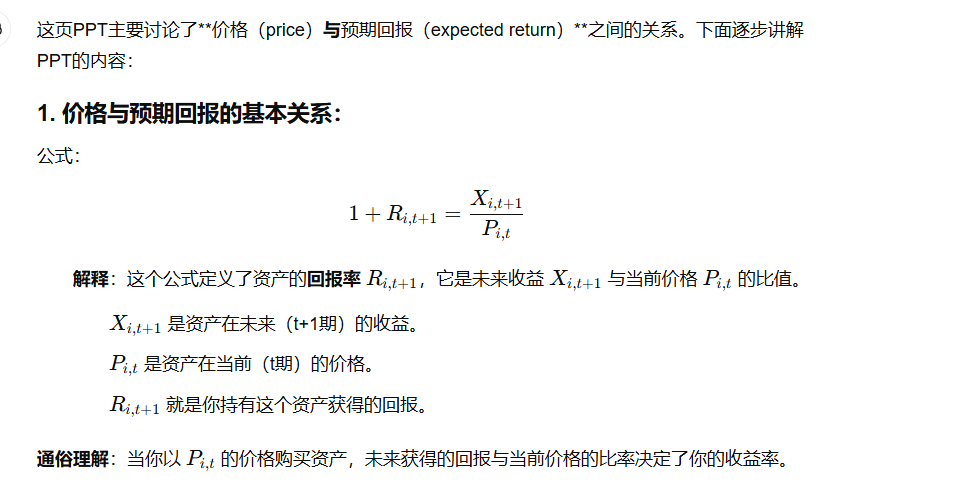 这页PPT主要讨论了**价格（price）与预期回报（expected return）**之间的关系。下面逐步讲解
PPT的内容：
1. 价格与预期回报的基本关系：
公式：
1 + R_{i,t+1} = \frac{X_{i,t+1}}{P_{i,t}}
解释：这个公式定义了资产的回报率 R_{i,t+1}，它是未来收益 X_{i,t+1} 与当前价格 P_{i,t} 的比值。
X_{i,t+1} 是资产在未来（t+1期）的收益。
P_{i,t} 是资产在当前（t期）的价格。
R_{i,t+1} 就是你持有这个资产获得的回报。
通俗理解：当你以 P_{i,t} 的价格购买资产，未来获得的回报与当前价格的比率决定了你的收益率。